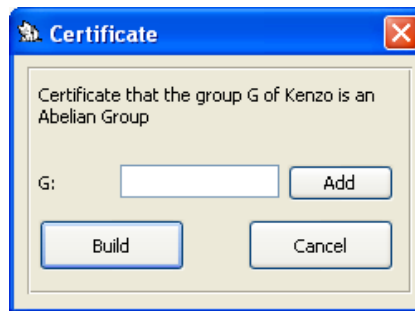 Certificate
Certificate that the group G of Kenzo is an
Abelian Group
G: Add
Build Cancel